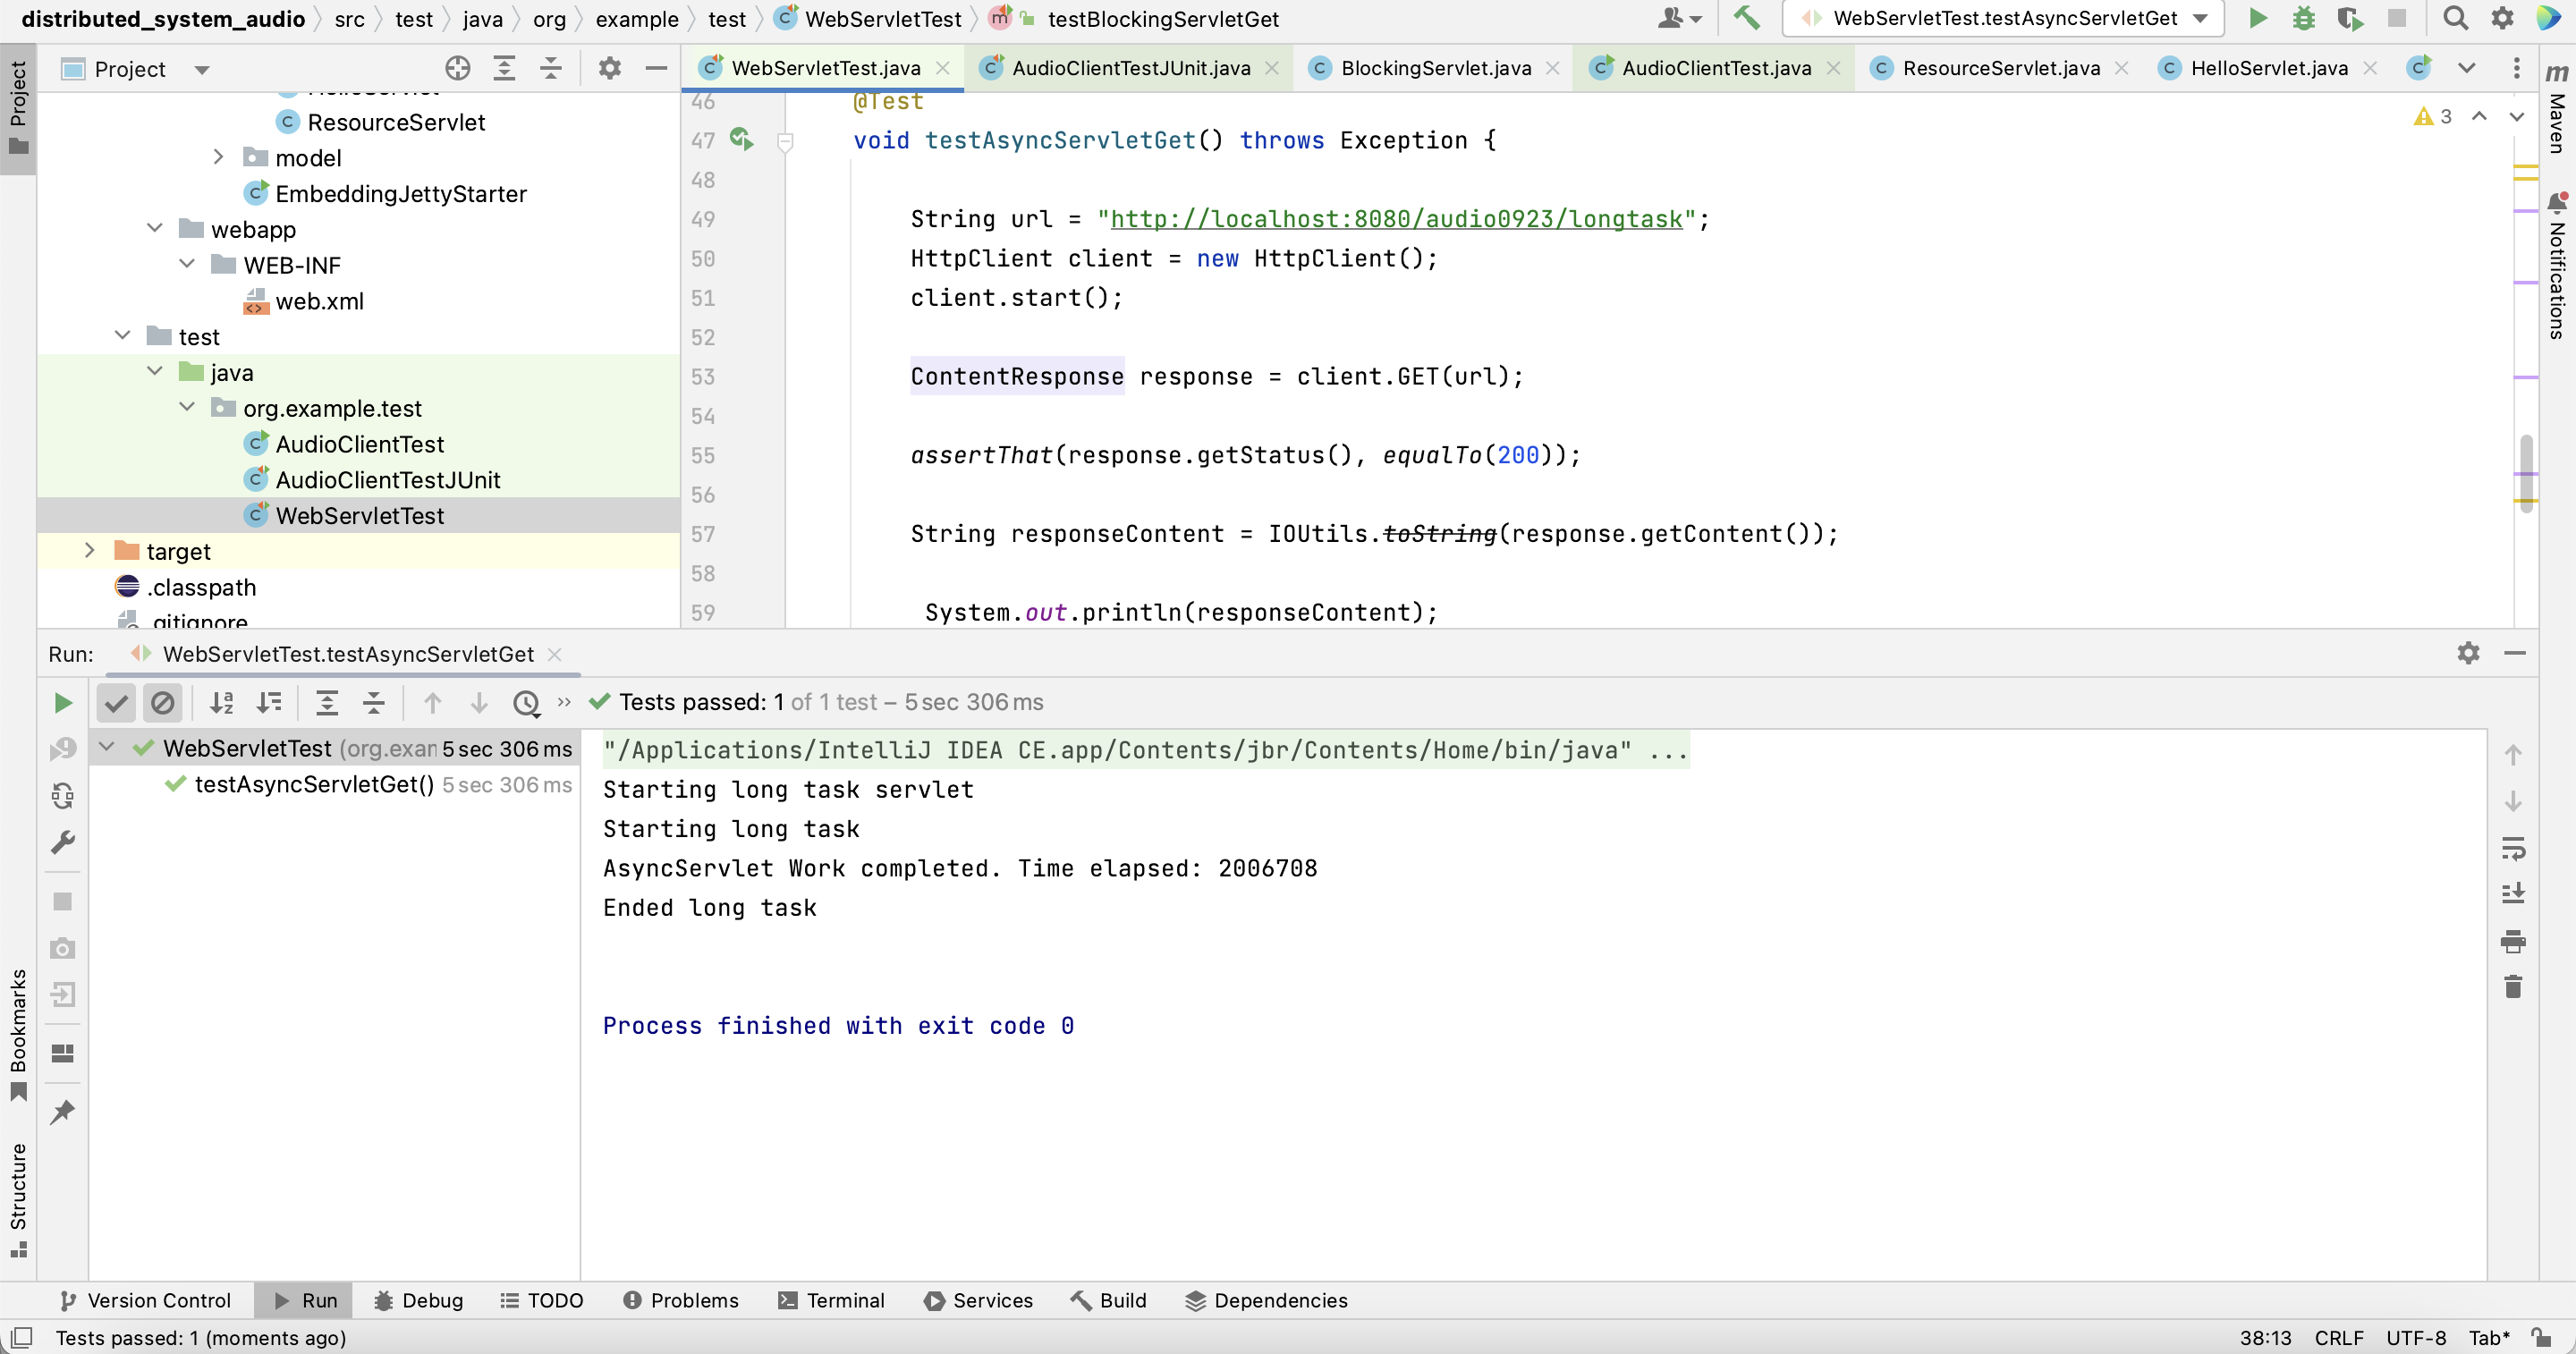 distributed_system_audio src test java org example test WebServletTest testBlockingServletGet WebServletTest.testAsyncServletGet
Project
WebServletTest.java AudioClientTestJUnit.java BlockingServlet.java AudioClientTest.java ResourceServlet.java HelloServlet.java
Project
Maven
Notifications
Bookmarks
Structure
HelloServlet
ResourceServlet
model
EmbeddingJettyStarter
webapp
WEB-INF
web.xml
test
java
org.example.test
AudioClientTest
AudioClientTestJUnit
WebServletTest
target
.classpath
.gitignore
3
46 @Test
47 void testAsyncServletGet() throws Exception {
48
49 String url = "http://localhost:8080/audio0923/longtask";
50 HttpClient client = new HttpClient();
51 client.start();
52
53 ContentResponse response = client.GET(url);
54
55 assertThat(response.getStatus(), equalTo(200));
56
57 String responseContent = IOUtils.toString(response.getContent());
58
59 System.out.println(responseContent);
Run: WebServletTest.testAsyncServletGet
Tests passed: 1 of 1 test – 5 sec 306 ms
WebServletTest (org.exan 5 sec 306 ms
testAsyncServletGet() 5 sec 306 ms
"/Applications/IntelliJ IDEA CE.app/Contents/jbr/Contents/Home/bin/java" ...
Starting long task servlet
Starting long task
AsyncServlet Work completed. Time elapsed: 2006708
Ended long task
Process finished with exit code 0
Version Control Run Debug TODO Problems Terminal Services Build Dependencies
Tests passed: 1 (moments ago) 38:13 CRLF UTF-8 Tab*